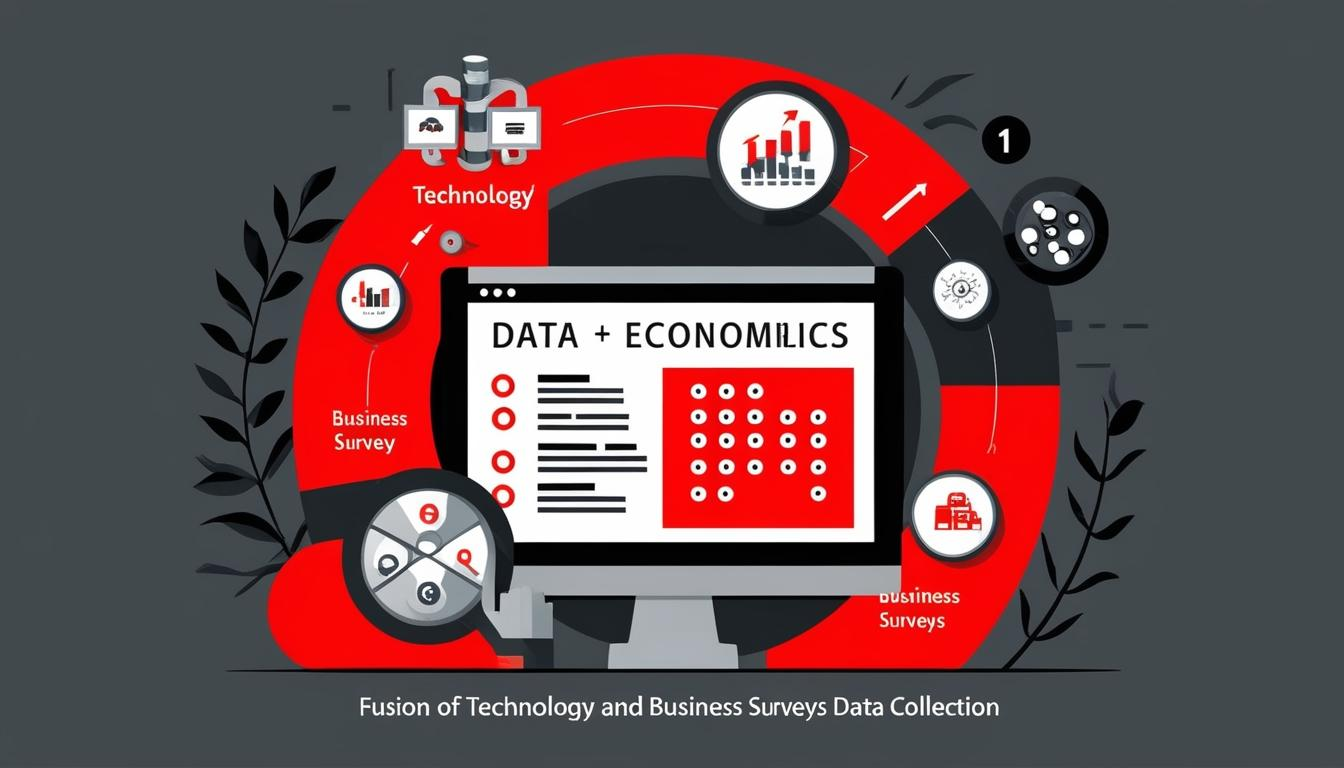 1
Technology
DATA + ECONOMILICS
Business
Survey
Business
Surveys
Fusion of Technology and Business Surveys Data Collection